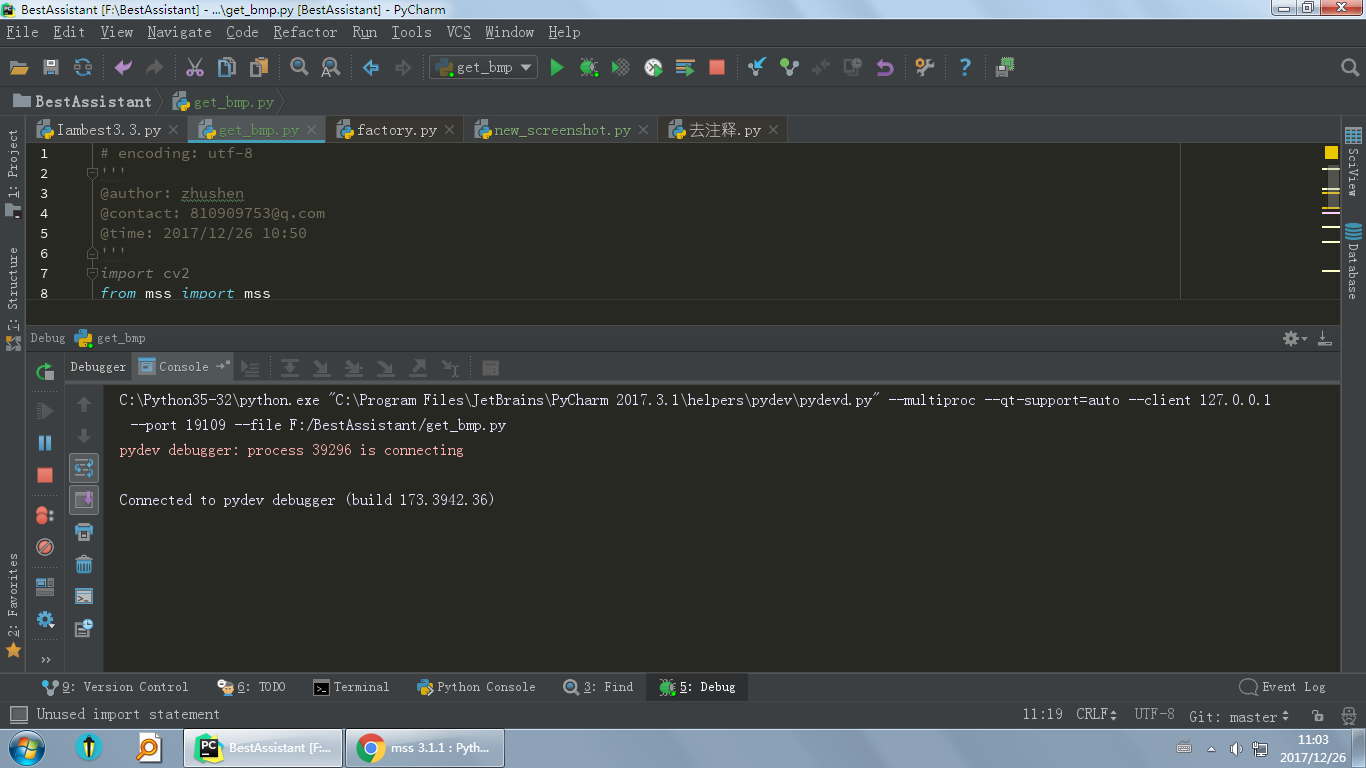 BestAssistant [F:\BestAssistant] - ...\get_bmp.py [BestAssistant] - PyCharm
File Edit View Navigate Code Refactor Run Tools VCS Window Help
get_bmp
BestAssistant get_bmp.py
Iambest3.3.py get_bmp.py factory.py new_screenshot.py 去注释.py
1 # encoding: utf-8
2 '''
3 @author: zhushen
4 @contact: 810909753@q.com
5 @time: 2017/12/26 10:50
6 '''
7 import cv2
8 from mss import mss
1: Project
7: Structure
2: Favorites
SciView
Database
Debug get_bmp
Debugger Console
C:\Python35-32\python.exe "C:\Program Files\JetBrains\PyCharm 2017.3.1\helpers\pydev\pydevd.py" --multiproc --qt-support=auto --client 127.0.0.1
--port 19109 --file F:/BestAssistant/get_bmp.py
pydev debugger: process 39296 is connecting
Connected to pydev debugger (build 173.3942.36)
9: Version Control 6: TODO Terminal Python Console 3: Find 5: Debug Event Log
Unused import statement 11:19 CRLF UTF-8 Git: master
BestAssistant [F:... mss 3.1.1 : Pyth... 11:03
2017/12/26